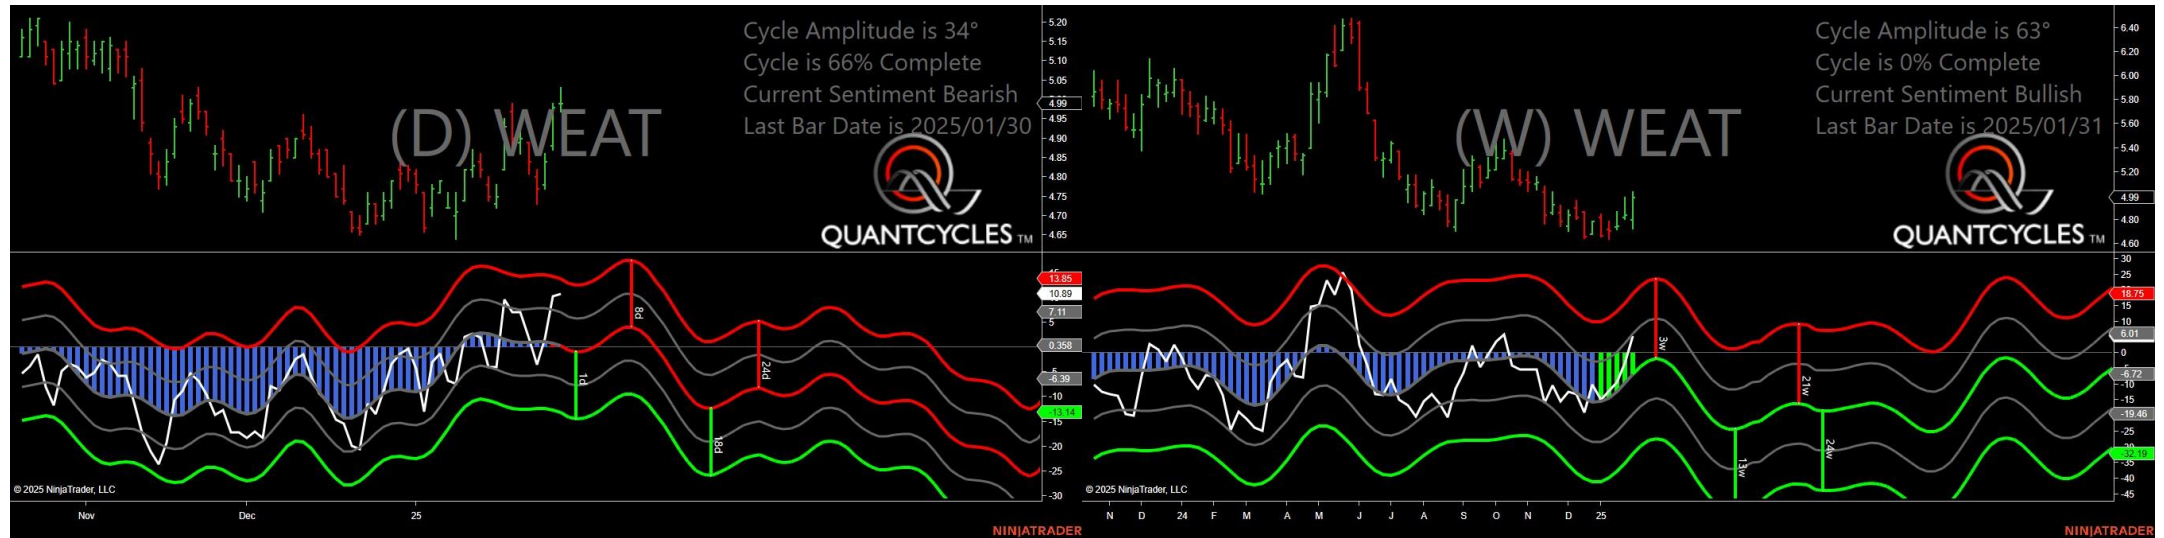 Cycle Amplitude is 34°
Cycle is 66% Complete
Current Sentiment Bearish
Last Bar Date is 2025/01/30
(D) WEAT
QUANTCYCLES TM
5.20
5.15
5.10
5.05
4.99
4.95
4.90
4.85
4.80
4.75
4.70
4.65
13.85
10.89
7.11
5
0.358
-6.39
-10
-13.14
-15
-20
-25
-30
1d
8d
18d
24d
© 2025 NinjaTrader, LLC
Nov
Dec
25
NINJATRADER
Cycle Amplitude is 63°
Cycle is 0% Complete
Current Sentiment Bullish
Last Bar Date is 2025/01/31
(W) WEAT
QUANTCYCLES TM
6.40
6.20
6.00
5.80
5.60
5.40
5.20
4.99
4.80
4.60
30
25
18.75
15
10
6.01
0
-6.72
-10
-15
-19.46
-25
-32.19
-35
-40
-45
3w
13w
21w
24w
© 2025 NinjaTrader, LLC
N D 24 F M A M J J A S O N D 25
NINJATRADER